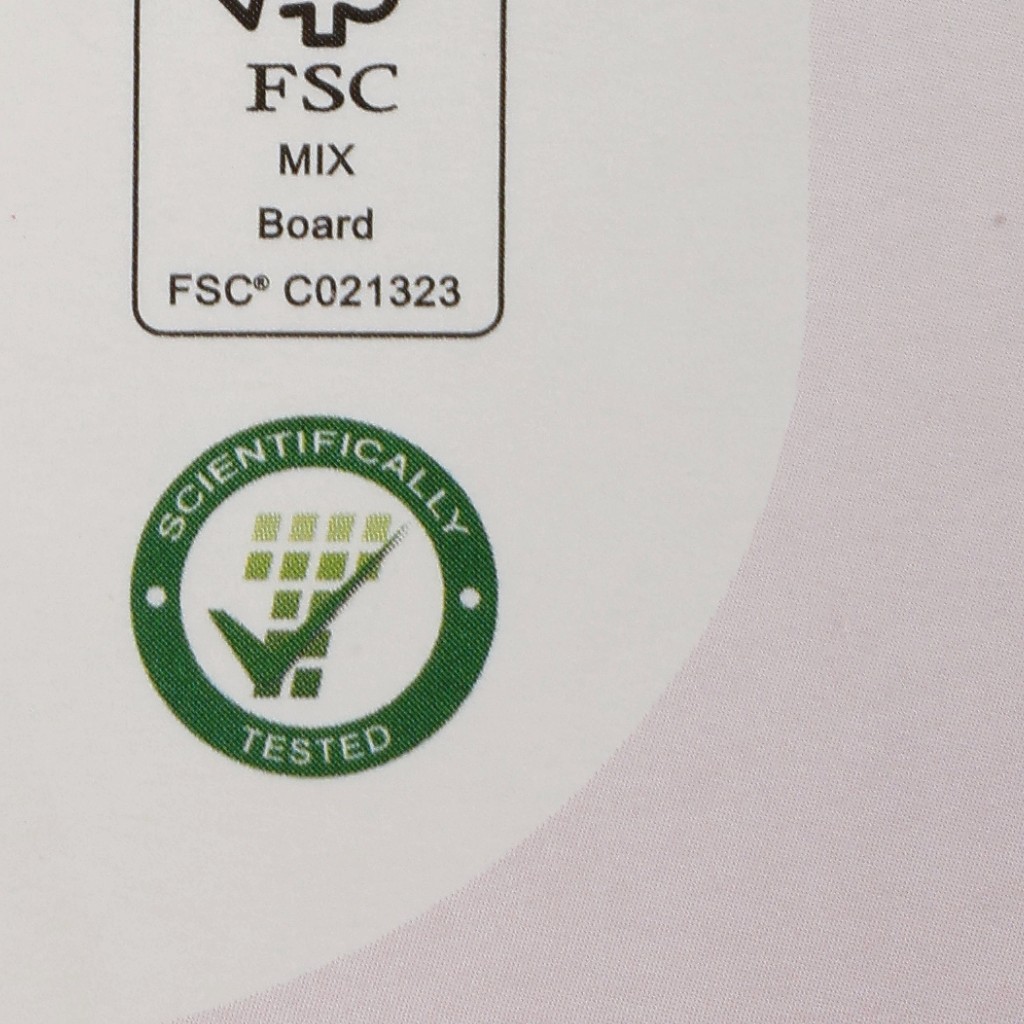 FSC
MIX
Board
FSC® C021323
SCIENTIFICALLY
TESTED